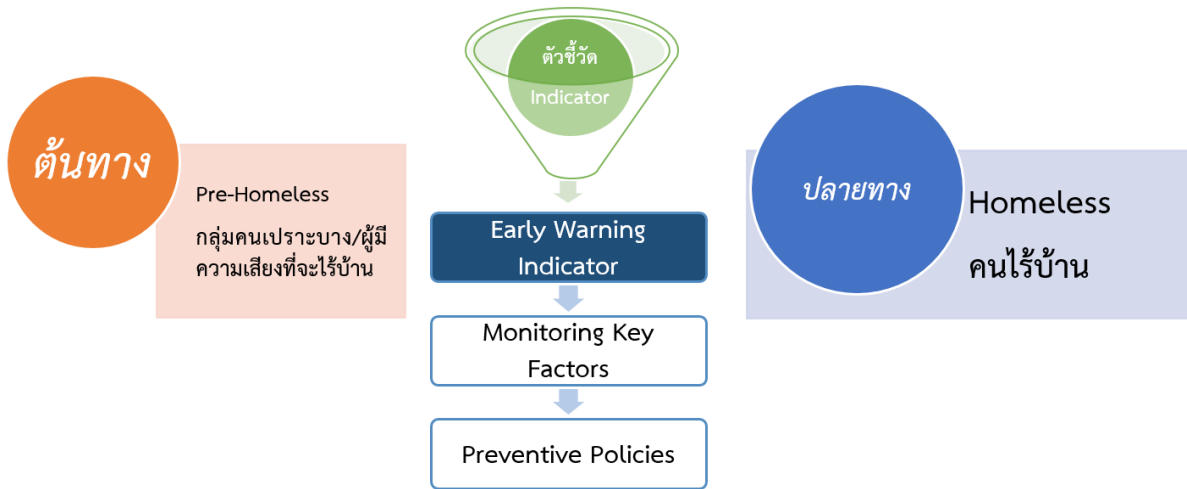 ต้นทาง
Pre-Homeless
กลุ่มคนเปราะบาง/ผู้มี
ความเสี่ยงที่จะไร้บ้าน
ตัวชี้วัด
Indicator
Early Warning
Indicator
Monitoring Key
Factors
Preventive Policies
ปลายทาง
Homeless
คนไร้บ้าน